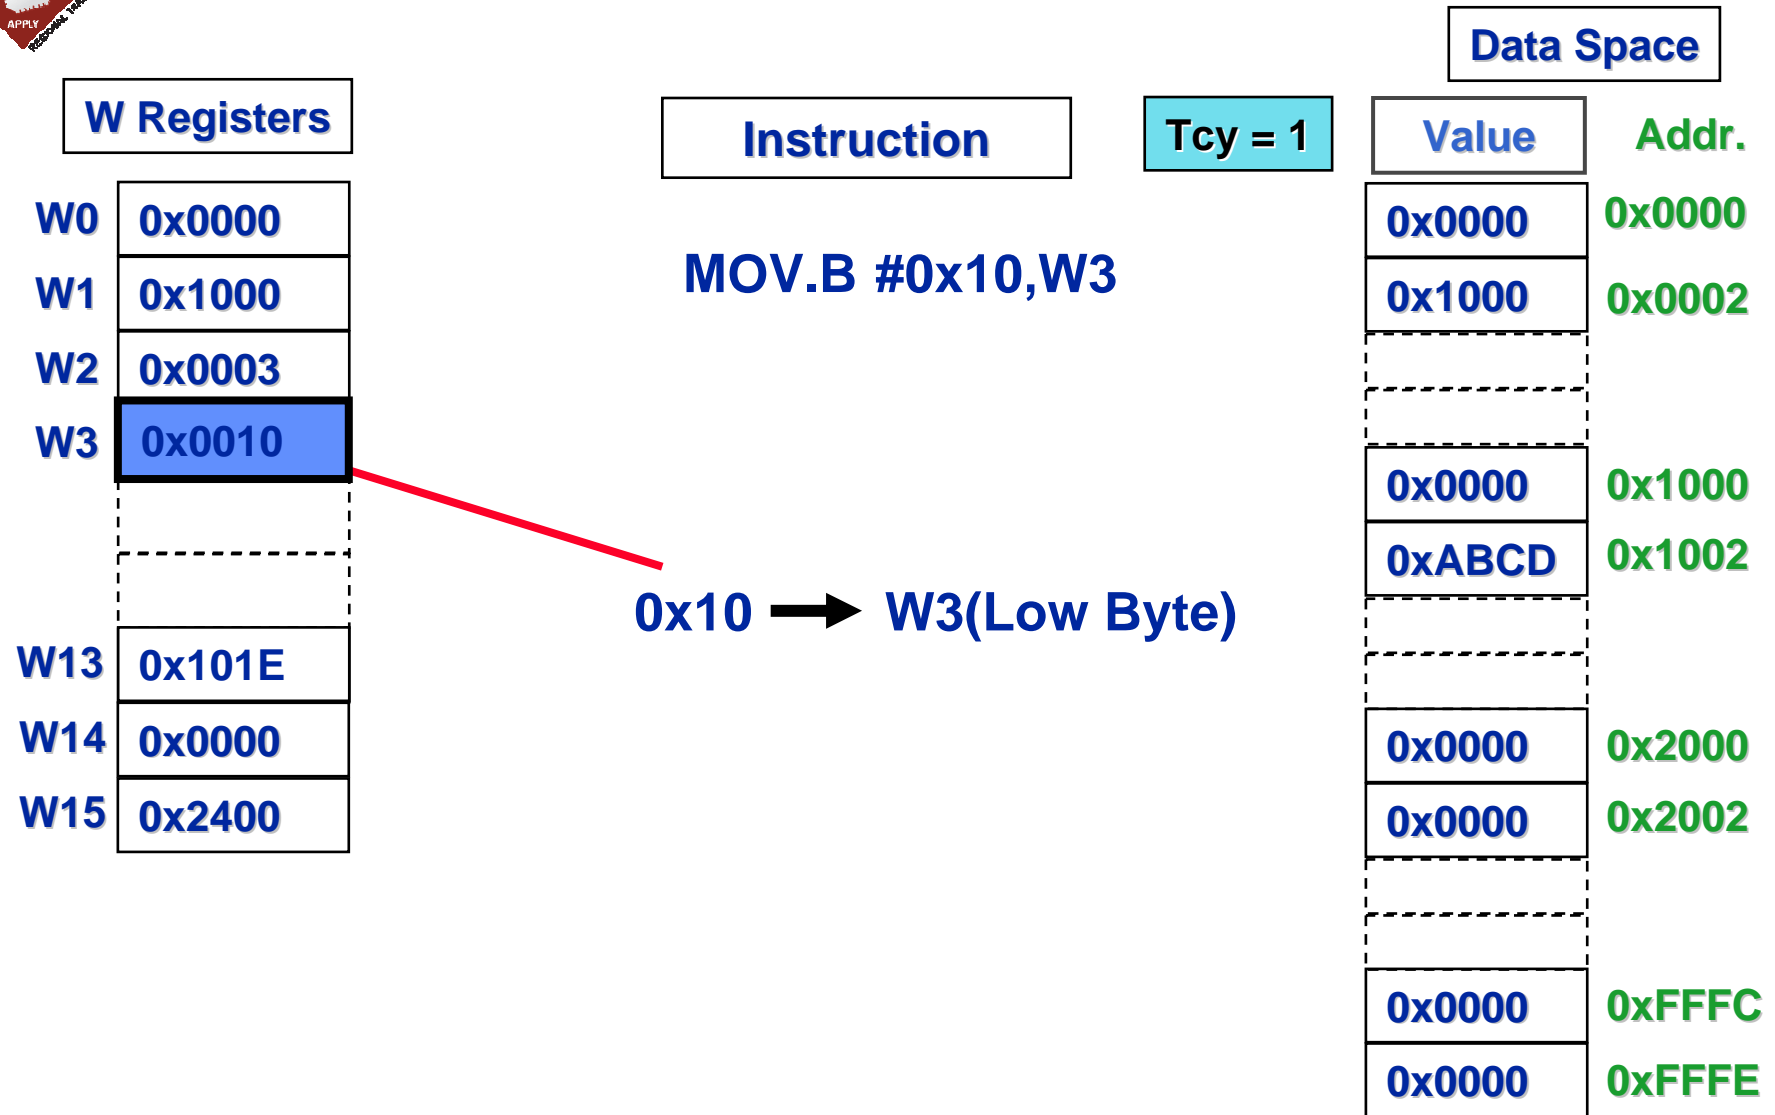 APPLY
Data Space
W Registers
Instruction
Tcy = 1
Value
Addr.
W0 0x0000
W1 0x1000
W2 0x0003
W3 0x0010
W13 0x101E
W14 0x0000
W15 0x2400
MOV.B #0x10,W3
0x10 → W3(Low Byte)
0x0000 0x0000
0x1000 0x0002
0x0000 0x1000
0xABCD 0x1002
0x0000 0x2000
0x0000 0x2002
0x0000 0xFFFC
0x0000 0xFFFE